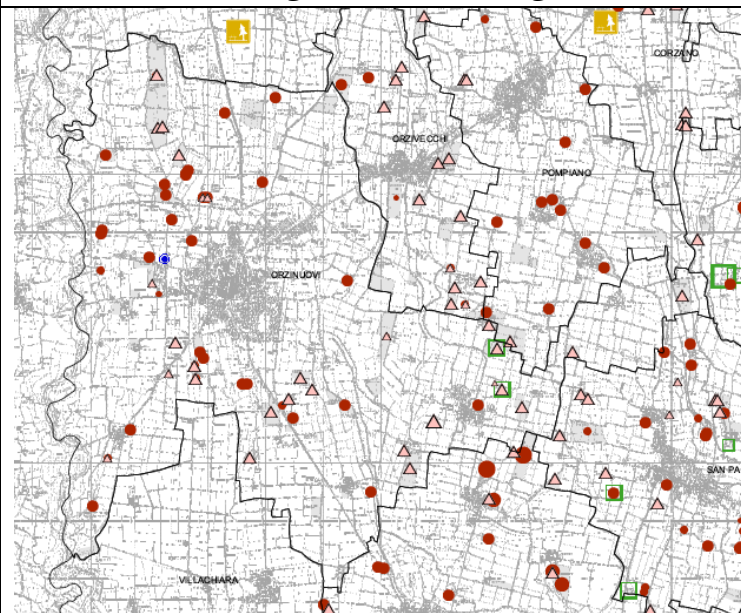 CORZANO
ORZIVECCHI
POMPIANO
ORZINUOVI
SAN PA
VILLACHIARA